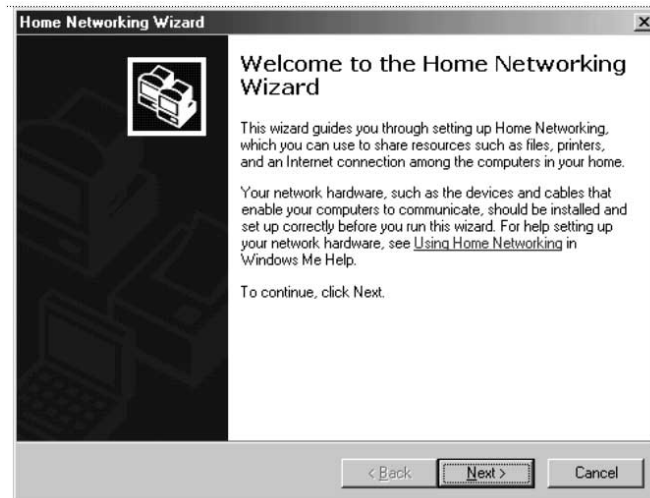 Home Networking Wizard
Welcome to the Home Networking
Wizard
This wizard guides you through setting up Home Networking,
which you can use to share resources such as files, printers,
and an Internet connection among the computers in your home.
Your network hardware, such as the devices and cables that
enable your computers to communicate, should be installed and
set up correctly before you run this wizard. For help setting up
your network hardware, see Using Home Networking in
Windows Me Help.
To continue, click Next.
< Back
Next >
Cancel